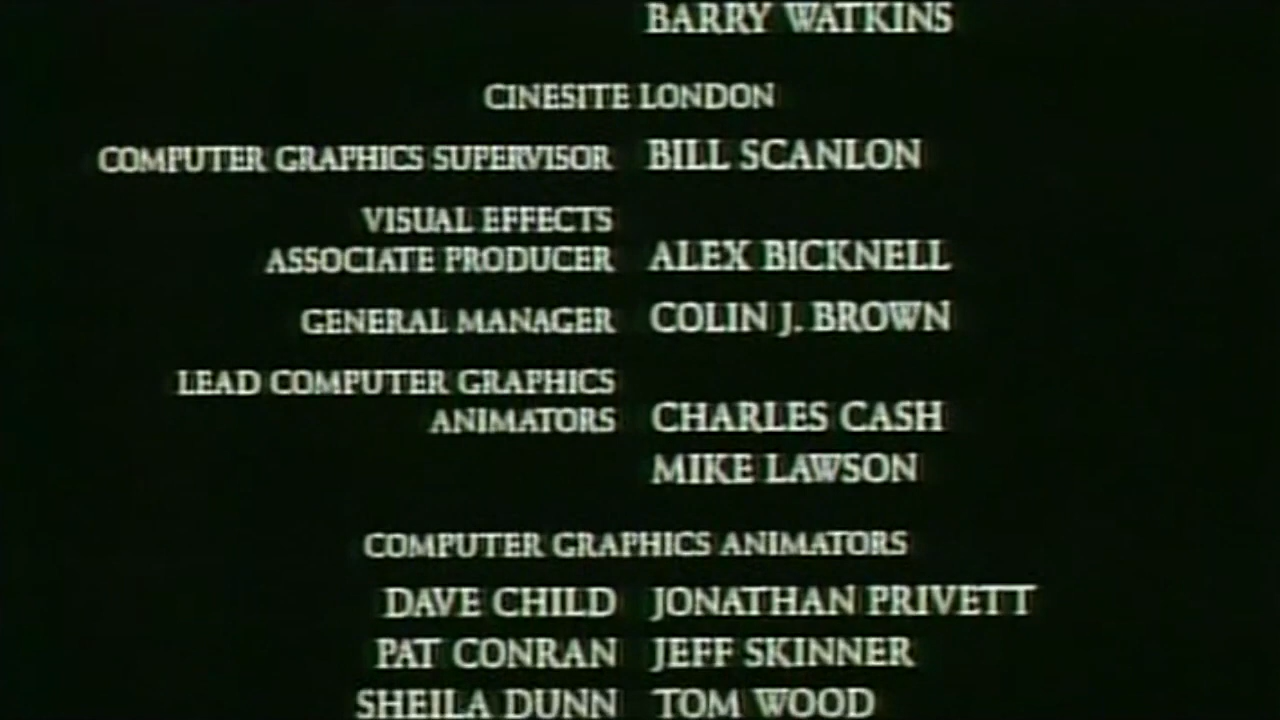 BARRY WATKINS
CINESITE LONDON
COMPUTER GRAPHICS SUPERVISOR BILL SCANLON
VISUAL EFFECTS
ASSOCIATE PRODUCER ALEX BICKNELL
GENERAL MANAGER COLIN J. BROWN
LEAD COMPUTER GRAPHICS
ANIMATORS CHARLES CASH
MIKE LAWSON
COMPUTER GRAPHICS ANIMATORS
DAVE CHILD JONATHAN PRIVETT
PAT CONRAN JEFF SKINNER
SHEILA DUNN TOM WOOD